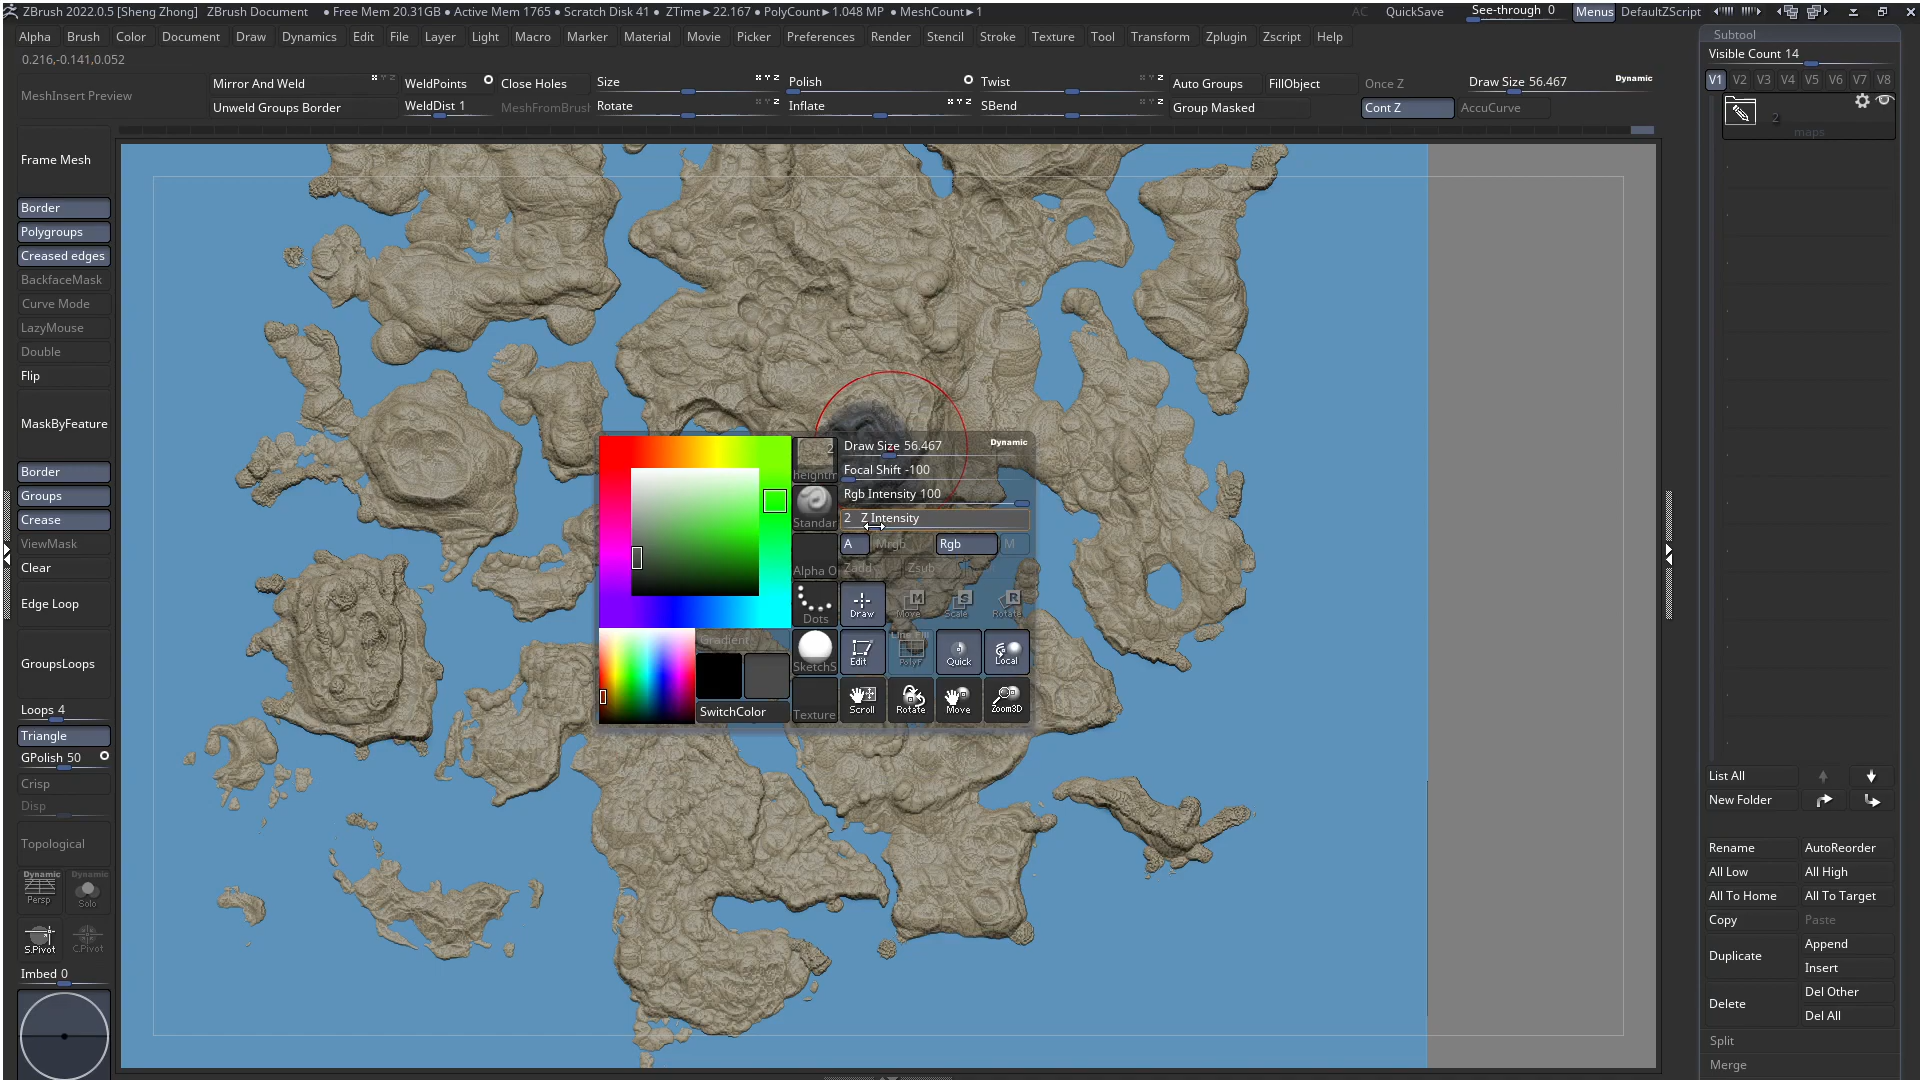 ZBrush 2022.0.5 [Sheng Zhong] ZBrush Document • Free Mem 20.31GB • Active Mem 1765 • Scratch Disk 41 • ZTime▸22.167 • PolyCount▸1.048 MP • MeshCount▸1 AC QuickSave See-through 0 Menus DefaultZScript
Alpha Brush Color Document Draw Dynamics Edit File Layer Light Macro Marker Material Movie Picker Preferences Render Stencil Stroke Texture Tool Transform Zplugin Zscript Help
0.216,-0.141,0.052
MeshInsert Preview
Mirror And Weld WeldPoints Close Holes Size Polish Twist Auto Groups FillObject Once Z Draw Size 56.467 Dynamic
Unweld Groups Border WeldDist 1 MeshFromBrush Rotate Inflate SBend Group Masked Cont Z AccuCurve
Frame Mesh
Border
Polygroups
Creased edges
BackfaceMask
Curve Mode
LazyMouse
Double
Flip
MaskByFeature
Border
Groups
Crease
ViewMask
Clear
Edge Loop
GroupsLoops
Loops 4
Triangle
GPolish 50
Crisp
Disp
Topological
Dynamic Dynamic
Persp Solo
S.Pivot C.Pivot
Imbed 0
Draw Size 56.467 Dynamic
Focal Shift -100
Rgb Intensity 100
2 Z Intensity
A Mrgb Rgb M
Zadd Zsub
2
Standar
Alpha O
Dots
SketchS
Texture
Draw Move Scale Rotate
M S R
Line Fill
Edit PolyF Quick Local
Scroll Rotate Move Zoom3D
Gradient
SwitchColor
Subtool
Visible Count 14
V1 V2 V3 V4 V5 V6 V7 V8
2
maps
List All
New Folder
Rename AutoReorder
All Low All High
All To Home All To Target
Copy Paste
Duplicate Append
Insert
Delete Del Other
Del All
Split
Merge